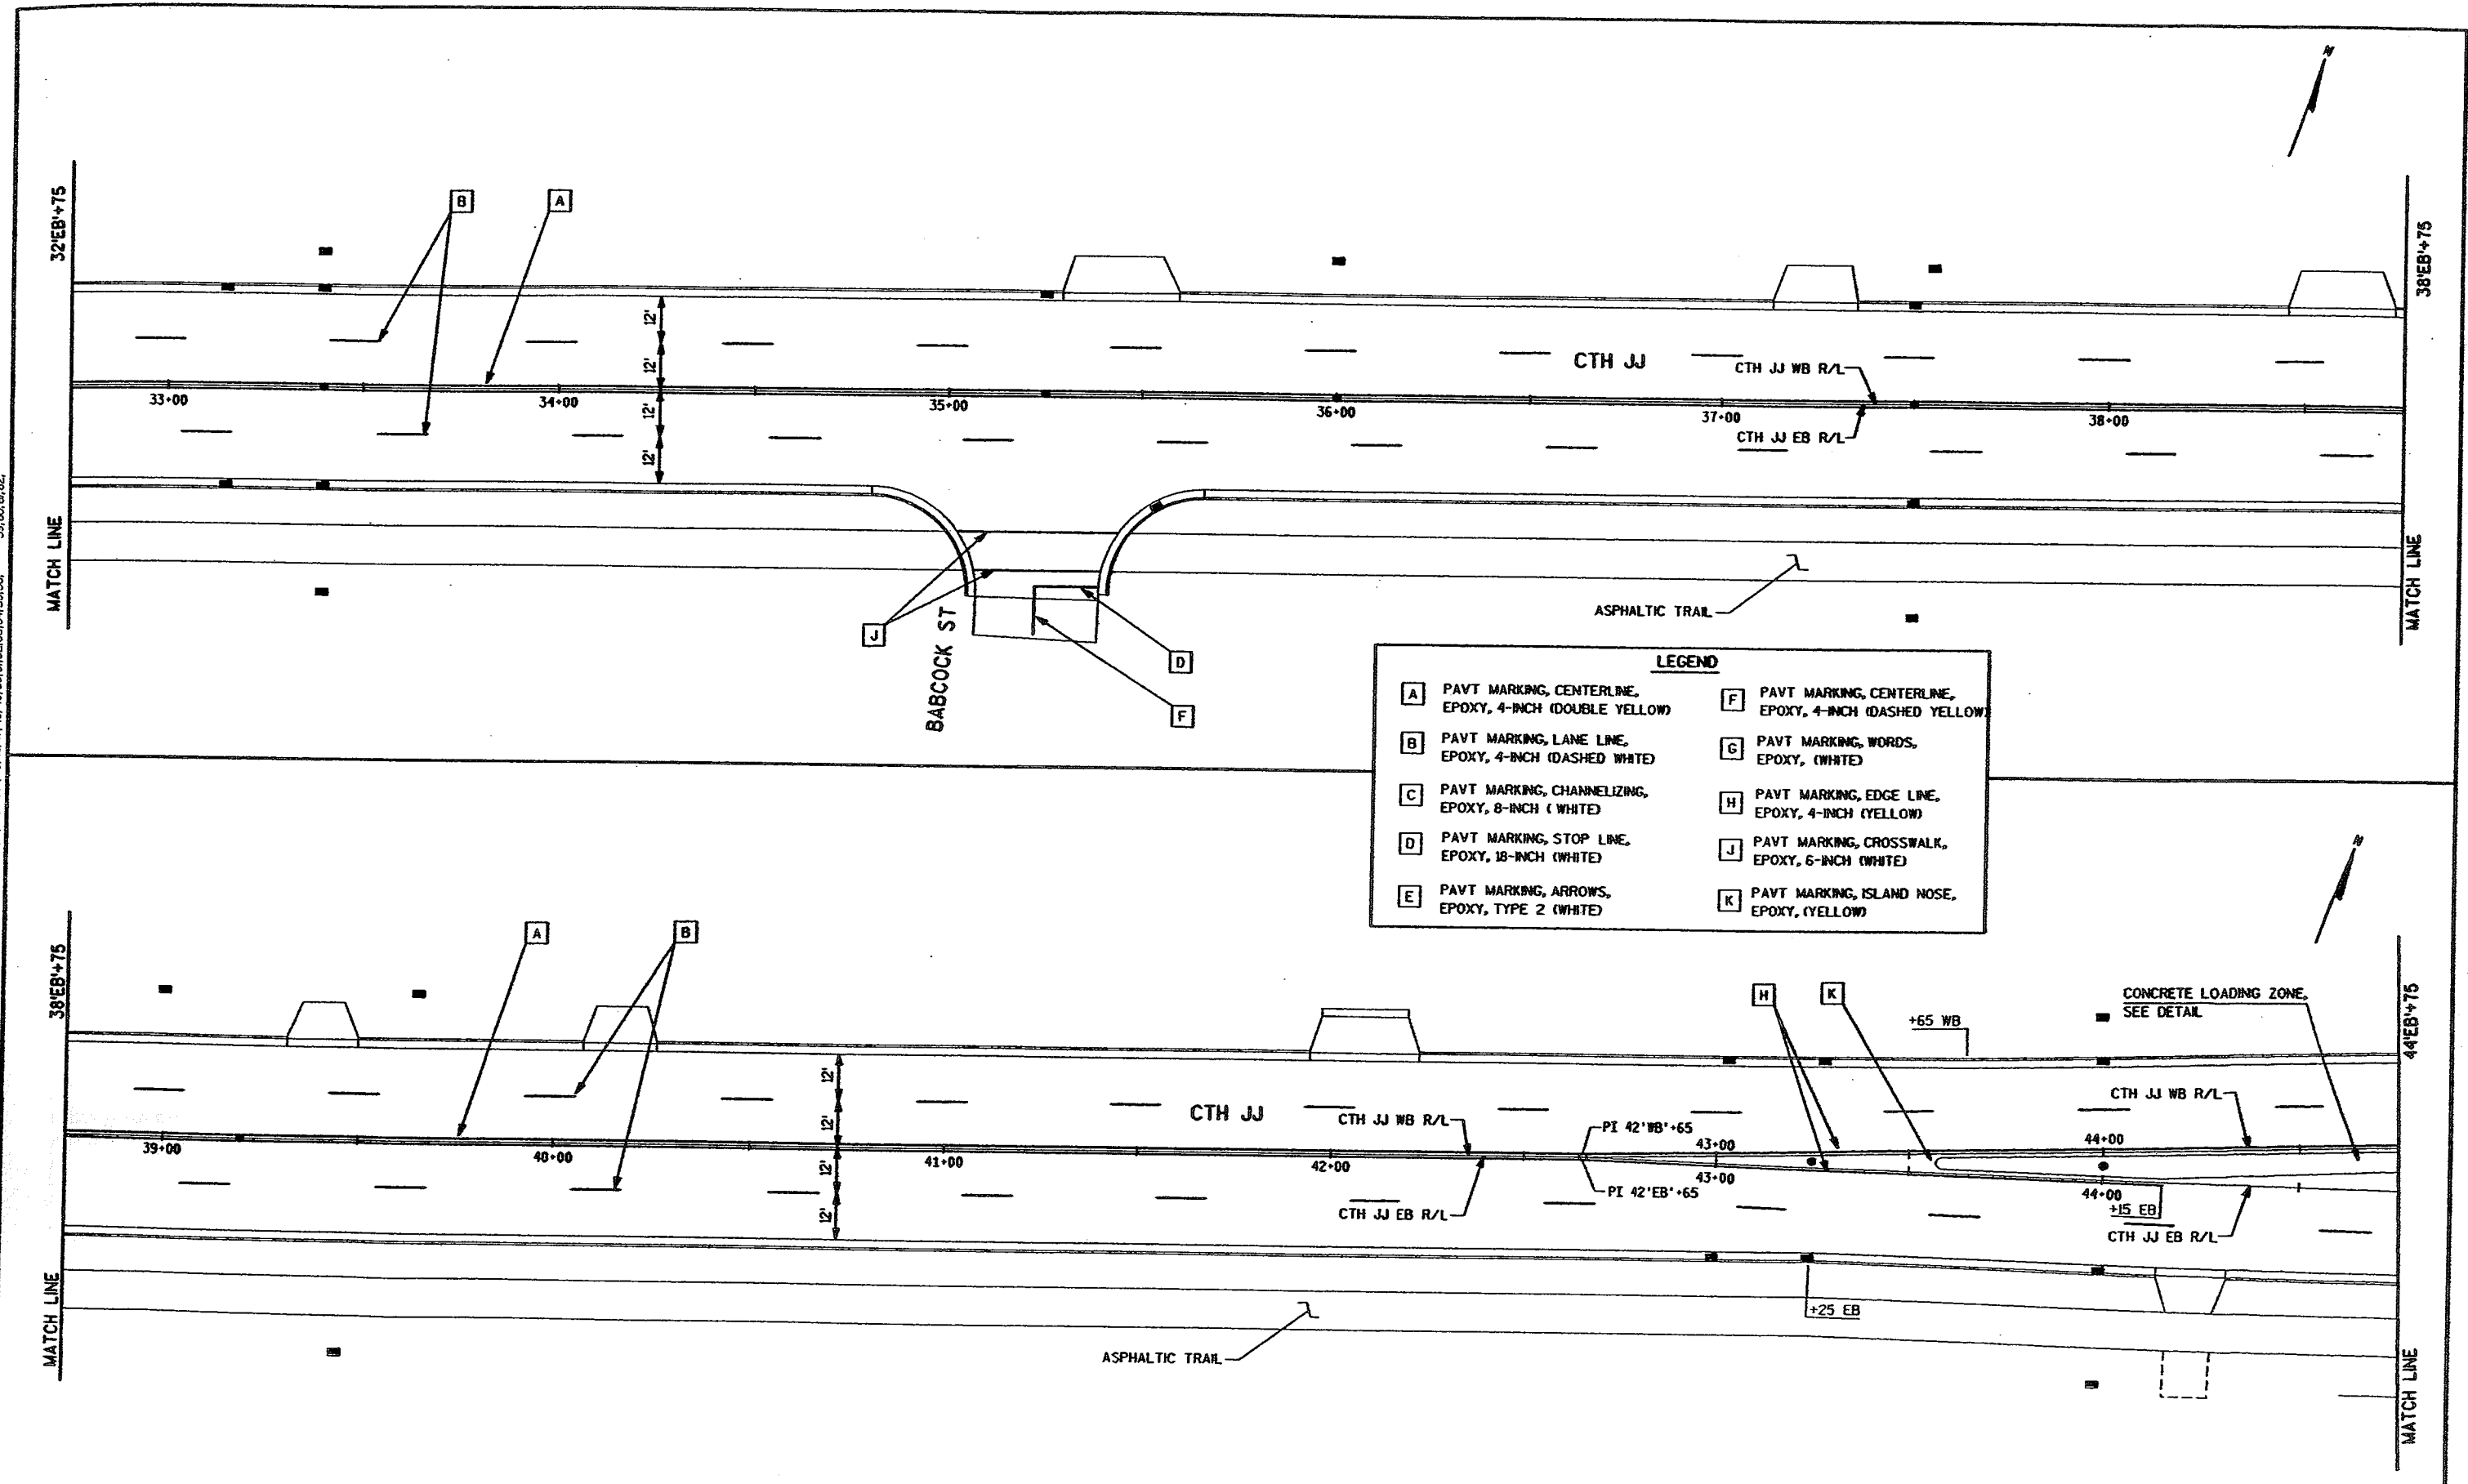 32'EB'+75
MATCH LINE
B
A
12'
12'
12'
12'
33+00
34+00
35+00
36+00
37+00
38+00
CTH JJ
CTH JJ WB R/L
CTH JJ EB R/L
38'EB'+75
MATCH LINE
N
ASPHALTIC TRAIL
J
BABCOCK ST
D
F
LEGEND
A PAVT MARKING, CENTERLINE,
EPOXY, 4-INCH (DOUBLE YELLOW)
B PAVT MARKING, LANE LINE,
EPOXY, 4-INCH (DASHED WHITE)
C PAVT MARKING, CHANNELIZING,
EPOXY, 8-INCH ( WHITE)
D PAVT MARKING, STOP LINE,
EPOXY, 18-INCH (WHITE)
E PAVT MARKING, ARROWS,
EPOXY, TYPE 2 (WHITE)
F PAVT MARKING, CENTERLINE,
EPOXY, 4-INCH (DASHED YELLOW)
G PAVT MARKING, WORDS,
EPOXY, (WHITE)
H PAVT MARKING, EDGE LINE,
EPOXY, 4-INCH (YELLOW)
J PAVT MARKING, CROSSWALK,
EPOXY, 6-INCH (WHITE)
K PAVT MARKING, ISLAND NOSE,
EPOXY, (YELLOW)
N
38'EB'+75
MATCH LINE
A
B
12'
12'
12'
12'
39+00
40+00
41+00
42+00
43+00
43+00
44+00
44+00
CTH JJ
CTH JJ WB R/L
CTH JJ EB R/L
PI 42'WB'+65
PI 42'EB'+65
H
K
+65 WB
CONCRETE LOADING ZONE,
SEE DETAIL
CTH JJ WB R/L
+15 EB
CTH JJ EB R/L
+25 EB
ASPHALTIC TRAIL
44'EB'+75
MATCH LINE